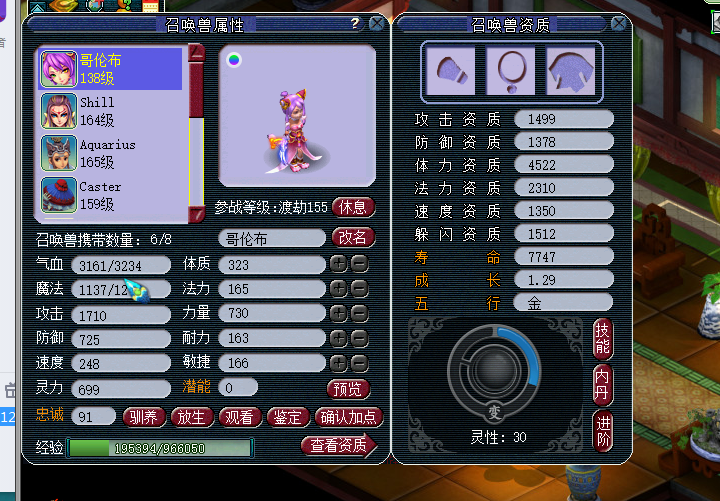 召唤兽属性
?
哥伦布
138级
Shill
164级
Aquarius
165级
Caster
159级
参战等级:渡劫155 休息
召唤兽携带数量: 6/8 哥伦布 改名
气血 3161/3234 体质 323
魔法 1137/12 法力 165
攻击 1710 力量 730
防御 725 耐力 163
速度 248 敏捷 166
灵力 699 潜能 0 预览
忠诚 91 驯养 放生 观看 鉴定 确认加点
经验 195394/966050 查看资质
召唤兽资质
攻击资质 1499
防御资质 1378
体力资质 4522
法力资质 2310
速度资质 1350
躲闪资质 1512
寿命 7747
成长 1.29
五行 金
技能
内丹
进阶
变
灵性: 30
12